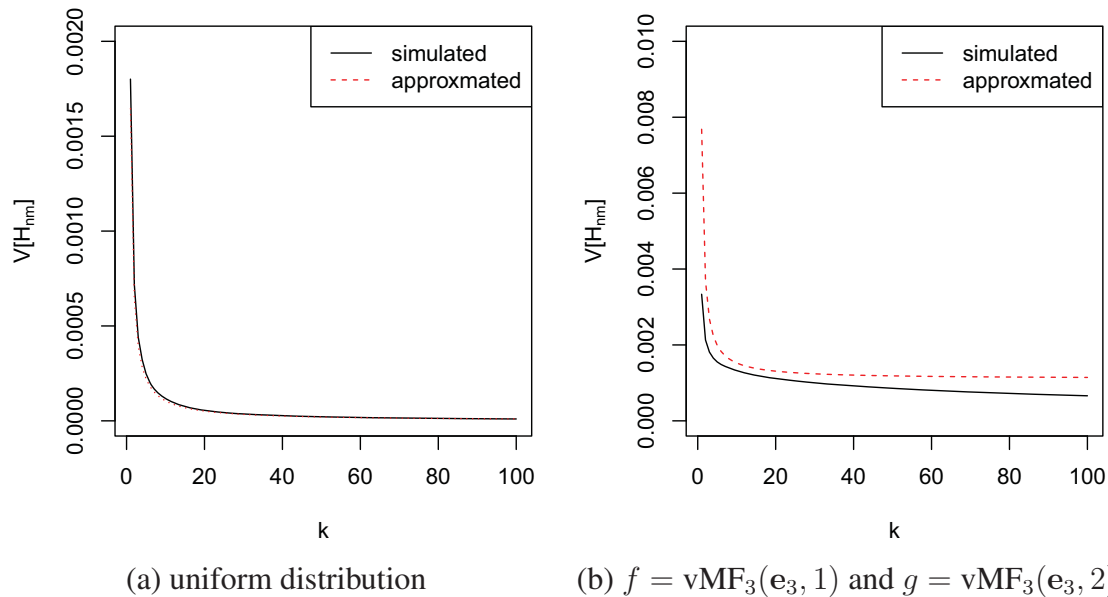 simulated
approxmated
V[H_nm]
0.0020
0.0015
0.0010
0.0005
0.0000
0 20 40 60 80 100
k
(a) uniform distribution
simulated
approxmated
V[H_nm]
0.010
0.008
0.006
0.004
0.002
0.000
0 20 40 60 80 100
k
(b) f = vMF₃(e₃, 1) and g = vMF₃(e₃, 2)